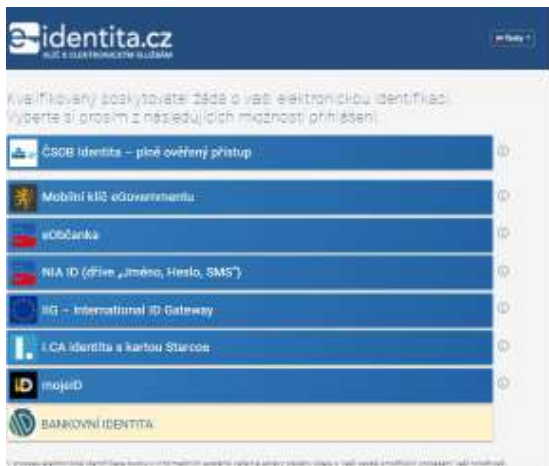 e-identita.cz
KLÍČ K ELEKTRONICKÝM SLUŽBÁM
Česky
Kvalifikovaný poskytovatel žádá o vaši elektronickou identifikaci.
Vyberte si prosím z následujících možností přihlášení:
ČSOB Identita – plně ověřený přístup
Mobilní klíč eGovernmentu
eObčanka
NIA ID (dříve „Jméno, Heslo, SMS“)
IIG – International ID Gateway
I.CA identita s kartou Starcos
iD mojeID
BANKOVNÍ IDENTITA